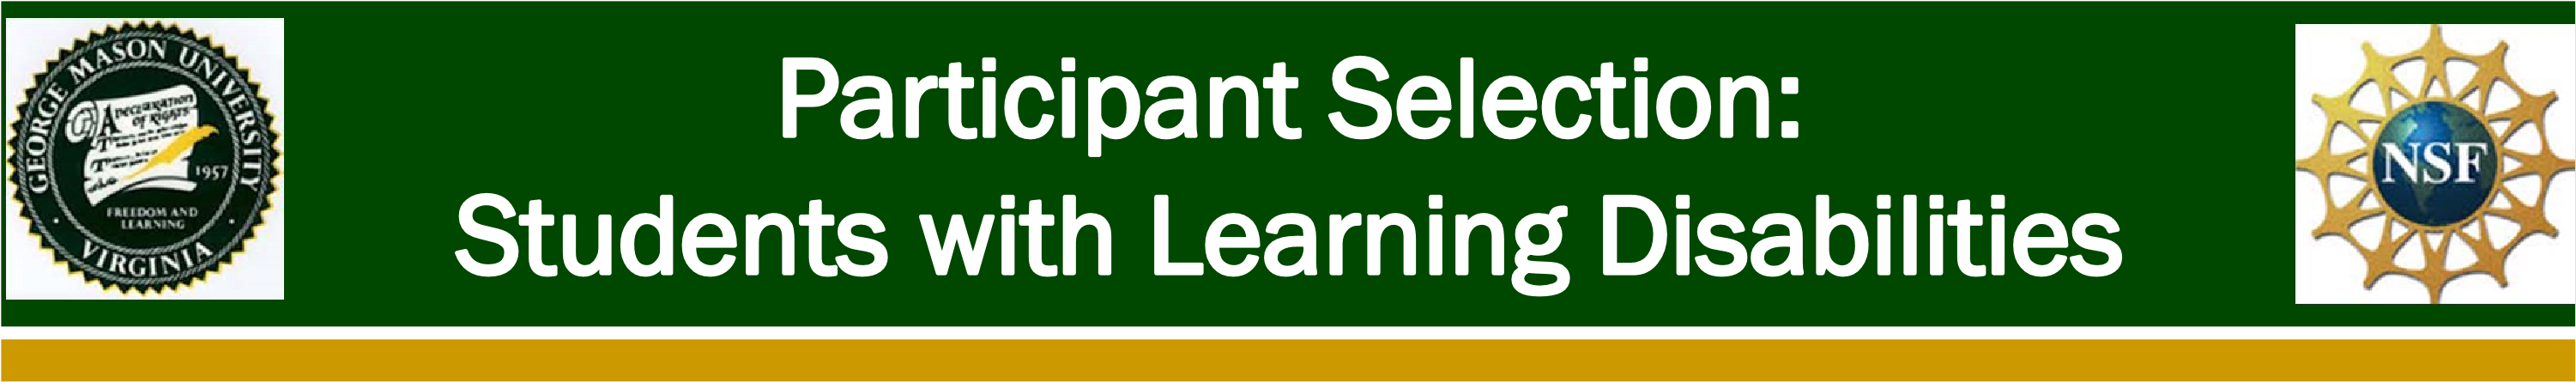 GEORGE MASON UNIVERSITY
A DECLARATION
OF RIGHTS
1957
FREEDOM AND
LEARNING
VIRGINIA
Participant Selection:
Students with Learning Disabilities
NSF